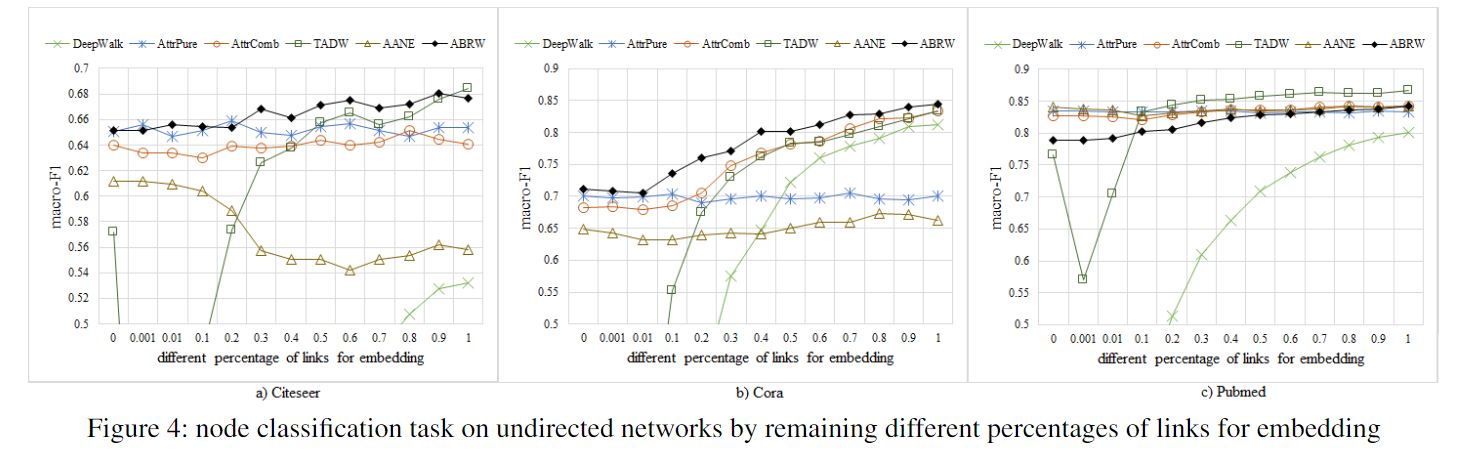 DeepWalk AttrPure AttrComb TADW AANE ABRW
0.7
0.68
0.66
0.64
0.62
0.6
0.58
0.56
0.54
0.52
0.5
macro-F1
0 0.001 0.01 0.1 0.2 0.3 0.4 0.5 0.6 0.7 0.8 0.9 1
different percentage of links for embedding
a) Citeseer
DeepWalk AttrPure AttrComb TADW AANE ABRW
0.9
0.85
0.8
0.75
0.7
0.65
0.6
0.55
0.5
macro-F1
0 0.001 0.01 0.1 0.2 0.3 0.4 0.5 0.6 0.7 0.8 0.9 1
different percentage of links for embedding
b) Cora
DeepWalk AttrPure AttrComb TADW AANE ABRW
0.9
0.85
0.8
0.75
0.7
0.65
0.6
0.55
0.5
macro-F1
0 0.001 0.01 0.1 0.2 0.3 0.4 0.5 0.6 0.7 0.8 0.9 1
different percentage of links for embedding
c) Pubmed
Figure 4: node classification task on undirected networks by remaining different percentages of links for embedding